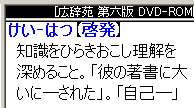 [広辞苑 第六版 DVD-ROM
けい‐はつ【啓発】
知識をひらきおこし理解を
深めること。「彼の著書に大
いに―された」。「自己―」